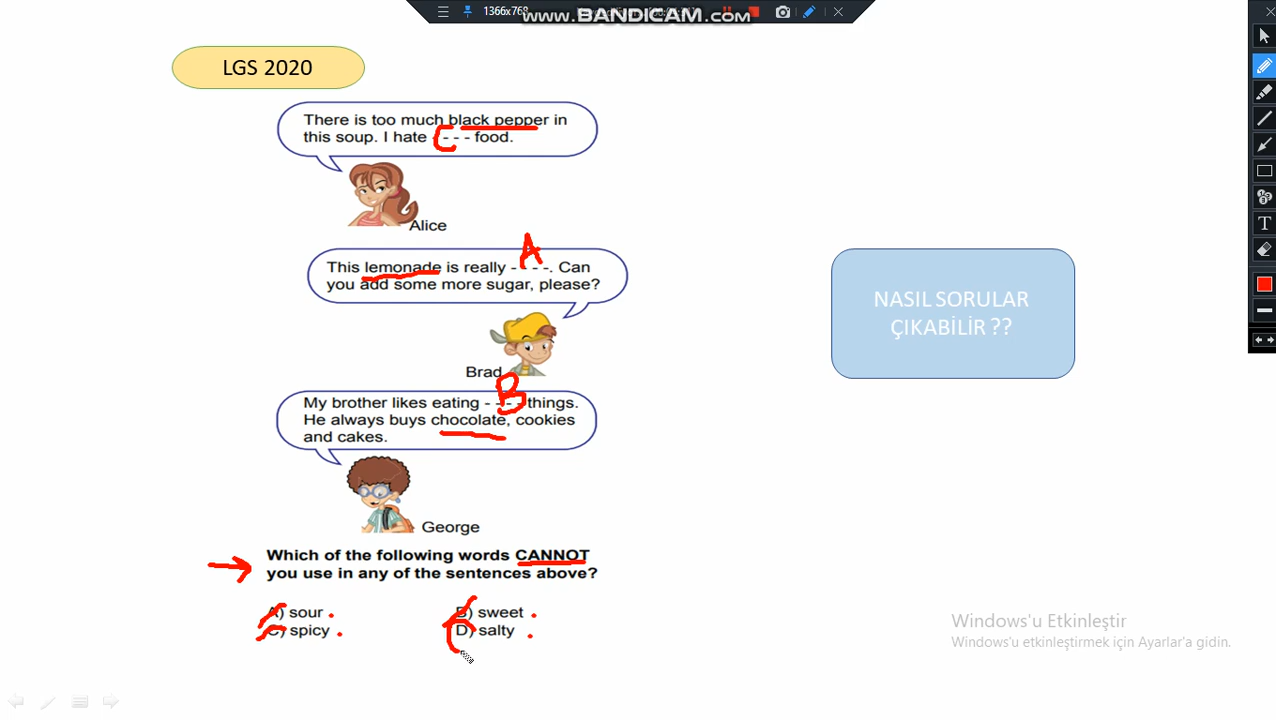 1366x768
www.BANDICAM.com
LGS 2020
There is too much black pepper in
this soup. I hate C - - - food.
Alice
A
This lemonade is really - - - -. Can
you add some more sugar, please?
Brad
B
My brother likes eating - - - - things.
He always buys chocolate, cookies
and cakes.
George
NASIL SORULAR
ÇIKABİLİR ??
Which of the following words CANNOT
you use in any of the sentences above?
A) sour
B) sweet
C) spicy
D) salty
Windows'u Etkinleştir
Windows'u etkinleştirmek için Ayarlar'a gidin.